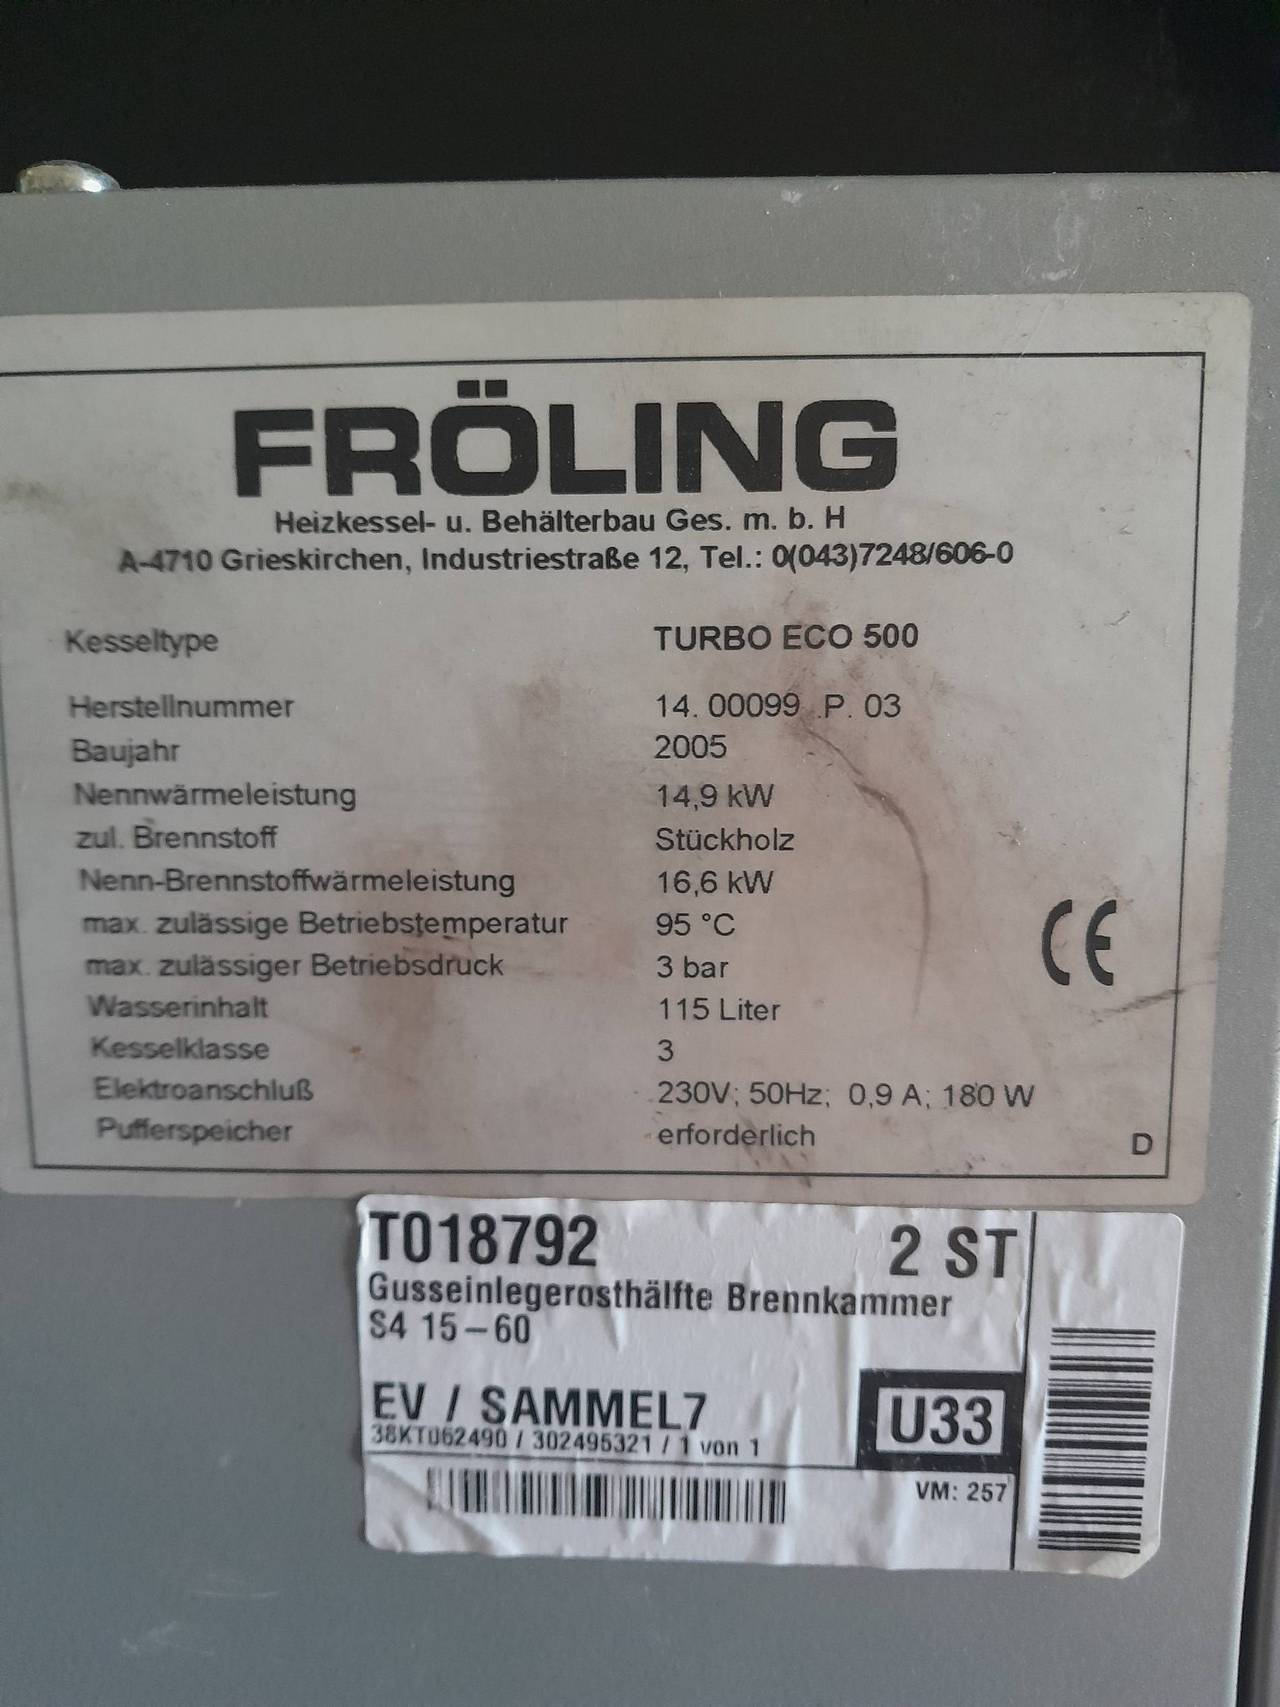 FRÖLING
Heizkessel- u. Behälterbau Ges. m. b. H
A-4710 Grieskirchen, Industriestraße 12, Tel.: 0(043)7248/606-0
Kesseltype TURBO ECO 500
Herstellnummer 14. 00099 .P. 03
Baujahr 2005
Nennwärmeleistung 14,9 kW
zul. Brennstoff Stückholz
Nenn-Brennstoffwärmeleistung 16,6 kW
max. zulässige Betriebstemperatur 95 °C
max. zulässiger Betriebsdruck 3 bar
Wasserinhalt 115 Liter
Kesselklasse 3
Elektroanschluß 230V; 50Hz; 0,9 A; 180 W
Pufferspeicher erforderlich
CE
D
T018792 2 ST
Gusseinlegerosthälfte Brennkammer
S4 15-60
EV / SAMMEL7
U33
38KT062490 / 302495321 / 1 von 1
VM: 257